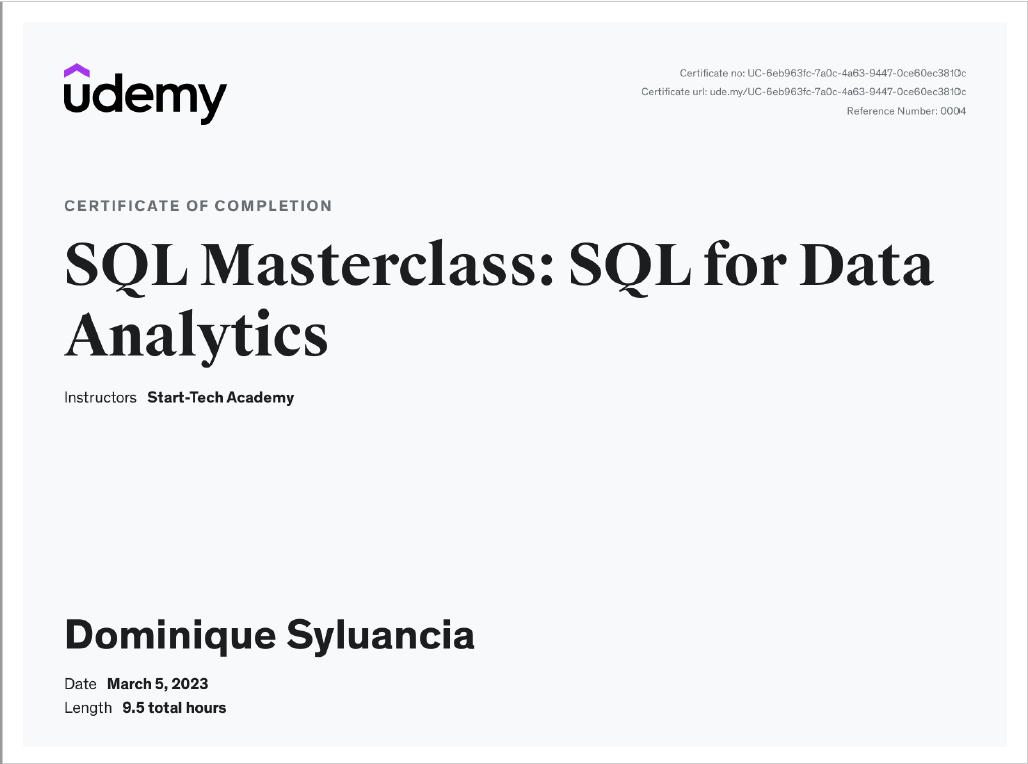 udemy
Certificate no: UC-6eb963fc-7a0c-4a63-9447-0ce60ec3810c
Certificate url: ude.my/UC-6eb963fc-7a0c-4a63-9447-0ce60ec3810c
Reference Number: 0004
CERTIFICATE OF COMPLETION
SQL Masterclass: SQL for Data
Analytics
Instructors Start-Tech Academy
Dominique Syluancia
Date March 5, 2023
Length 9.5 total hours